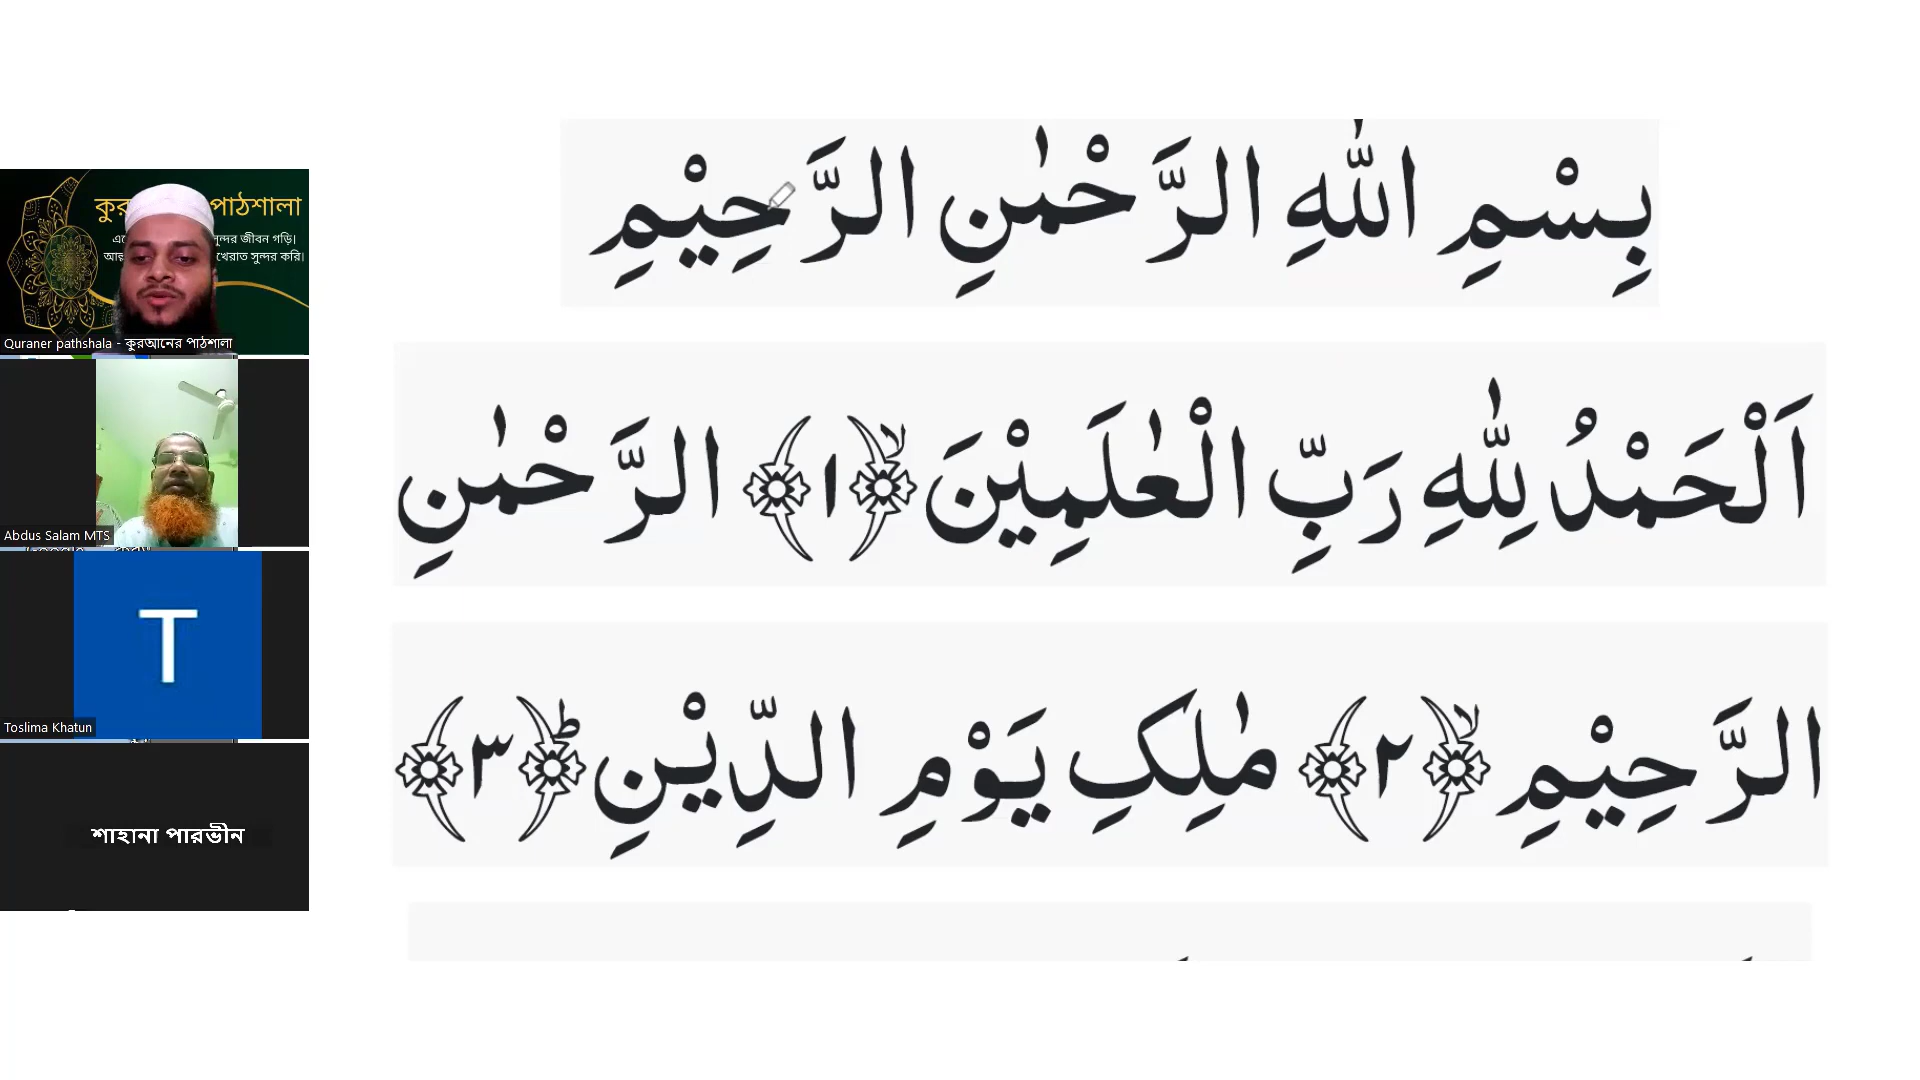 بِسْمِ اللّٰهِ الرَّحْمٰنِ الرَّحِيْمِ
اَلْحَمْدُ لِلّٰهِ رَبِّ الْعٰلَمِيْنَ ۙ﴿۱﴾ الرَّحْمٰنِ
الرَّحِيْمِ ۙ﴿۲﴾ مٰلِكِ يَوْمِ الدِّيْنِ ؕ﴿۳﴾
পাঠশালা
সুন্দর জীবন গড়ি।
সুন্দর করি।
Quraner pathshala - কুরআনের পাঠশালা
Abdus Salam MTS
T
Toslima Khatun
শাহানা পারভীন